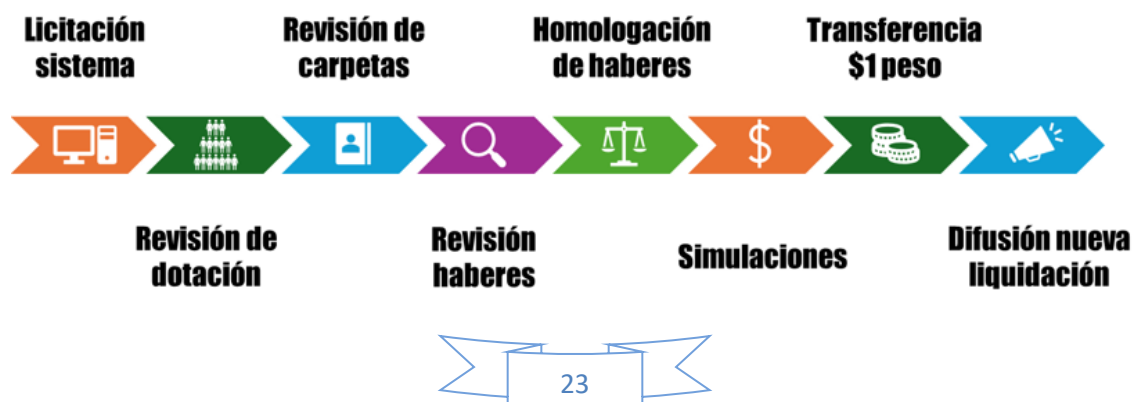 Licitación
sistema
Revisión de
carpetas
Homologación
de haberes
Transferencia
$1 peso
$
Revisión de
dotación
Revisión
haberes
Simulaciones
Difusión nueva
liquidación
23